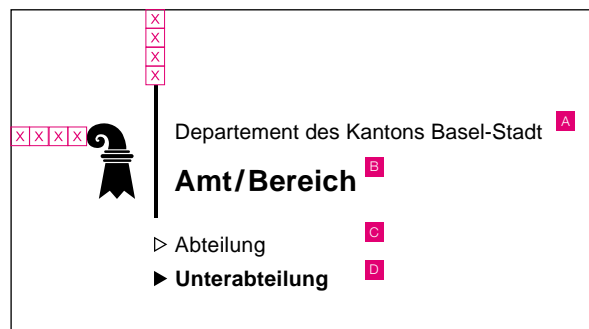 X
X
X
X
X X X X
Departement des Kantons Basel-Stadt A
Amt/Bereich B
▷ Abteilung C
▶ Unterabteilung D